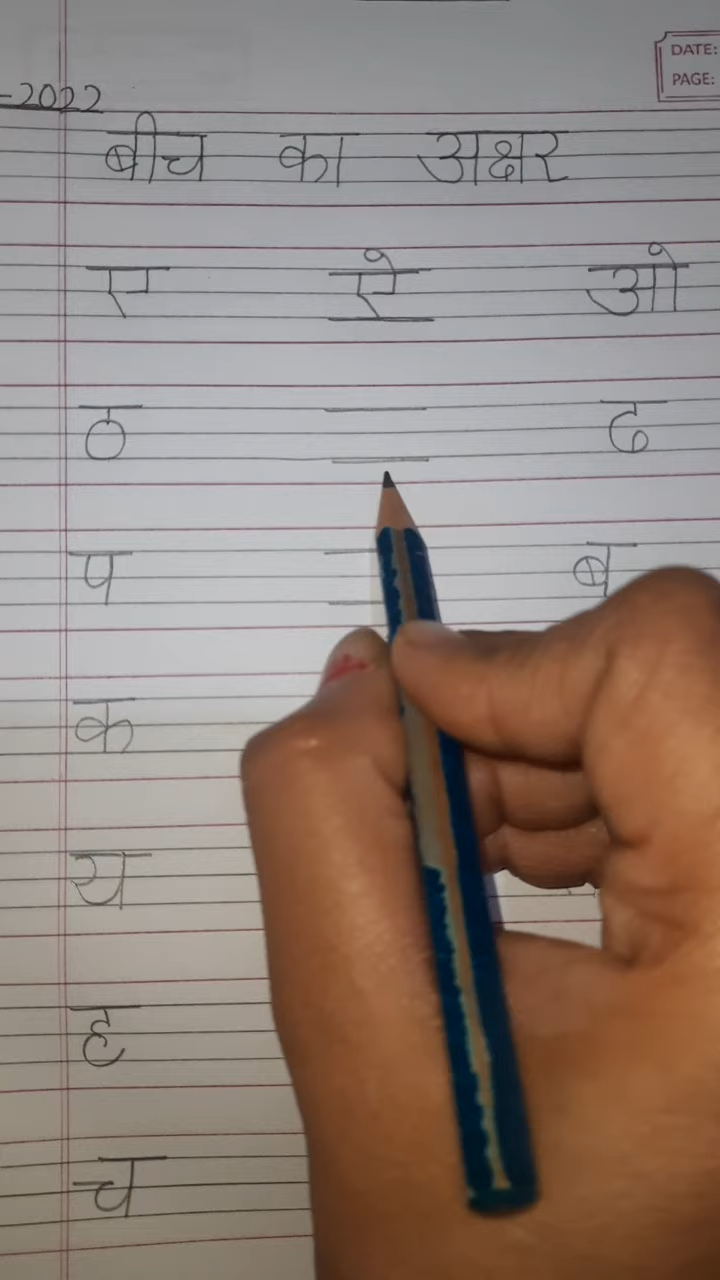 DATE:
PAGE:
-2022
बीच का अक्षर
ए ऐ ओ
ठ ढ
प ब
क
य
ह
च